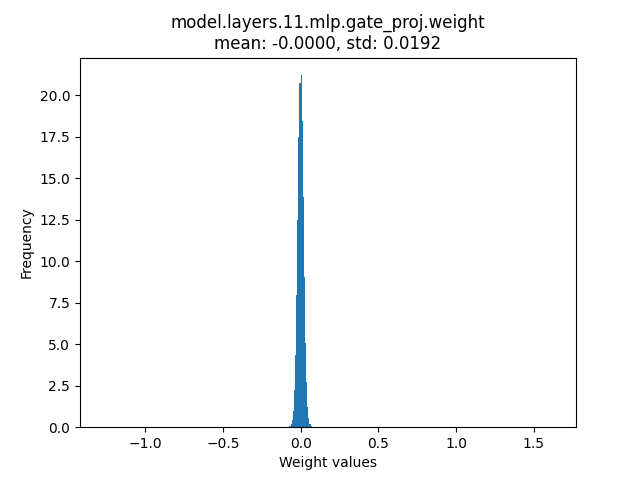 model.layers.11.mlp.gate_proj.weight
mean: -0.0000, std: 0.0192
Frequency
20.0
17.5
15.0
12.5
10.0
7.5
5.0
2.5
0.0
−1.0 −0.5 0.0 0.5 1.0 1.5
Weight values